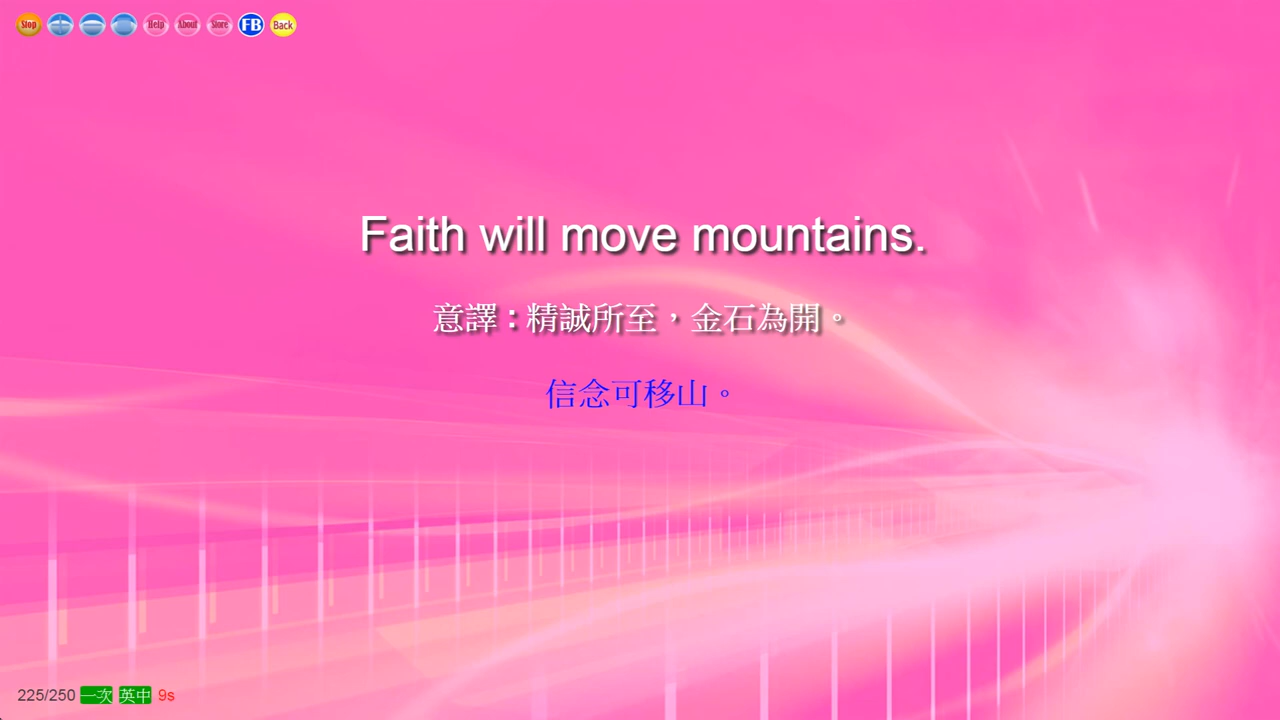 Stop Help About Store FB Back
Faith will move mountains.
意譯：精誠所至，金石為開。
信念可移山。
225/250 一次 英中 9s